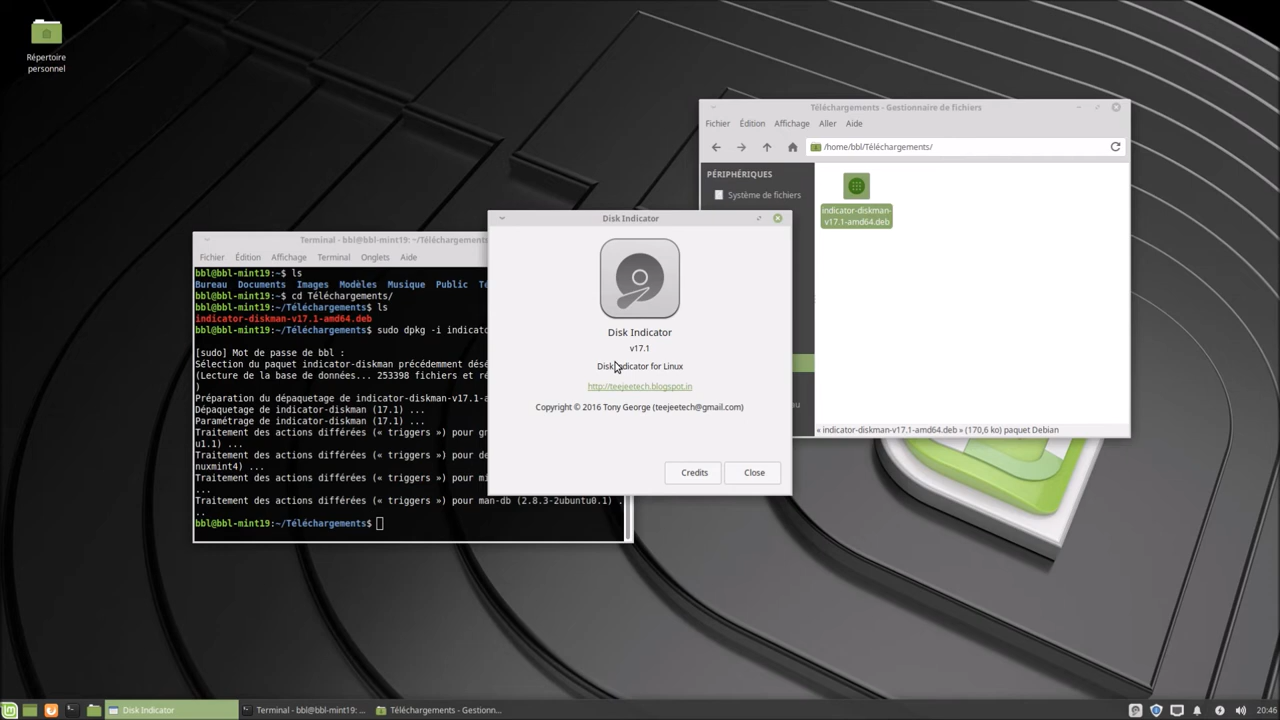 Répertoire
personnel
Téléchargements - Gestionnaire de fichiers
Fichier Édition Affichage Aller Aide
/home/bbl/Téléchargements/
PÉRIPHÉRIQUES
Système de fichiers
indicator-diskman-
v17.1-amd64.deb
« indicator-diskman-v17.1-amd64.deb » (170,6 ko) paquet Debian
Terminal - bbl@bbl-mint19: ~/Téléchargements
Fichier Édition Affichage Terminal Onglets Aide
bbl@bbl-mint19:~$ ls
Bureau Documents Images Modèles Musique Public
bbl@bbl-mint19:~$ cd Téléchargements/
bbl@bbl-mint19:~/Téléchargements$ ls
indicator-diskman-v17.1-amd64.deb
bbl@bbl-mint19:~/Téléchargements$ sudo dpkg -i indicato
[sudo] Mot de passe de bbl :
Sélection du paquet indicator-diskman précédemment désé
(Lecture de la base de données... 253398 fichiers et ré
)
Préparation du dépaquetage de indicator-diskman-v17.1-a
Dépaquetage de indicator-diskman (17.1) ...
Paramétrage de indicator-diskman (17.1) ...
Traitement des actions différées (« triggers ») pour gn
u1.1) ...
Traitement des actions différées (« triggers ») pour de
nuxmint4) ...
Traitement des actions différées (« triggers ») pour mi
...
Traitement des actions différées (« triggers ») pour man-db (2.8.3-2ubuntu0.1) .
..
bbl@bbl-mint19:~/Téléchargements$
Disk Indicator
Disk Indicator
v17.1
Disk Indicator for Linux
http://teejeetech.blogspot.in
Copyright © 2016 Tony George (teejeetech@gmail.com)
Credits Close
Disk Indicator
Terminal - bbl@bbl-mint19: ...
Téléchargements - Gestionn...
20:46